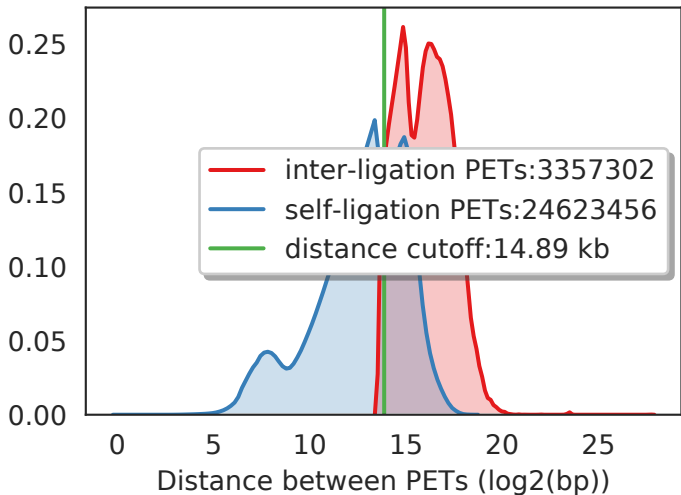 0.25
0.20
0.15
0.10
0.05
0.00
inter-ligation PETs:3357302
self-ligation PETs:24623456
distance cutoff:14.89 kb
0 5 10 15 20 25
Distance between PETs (log2(bp))